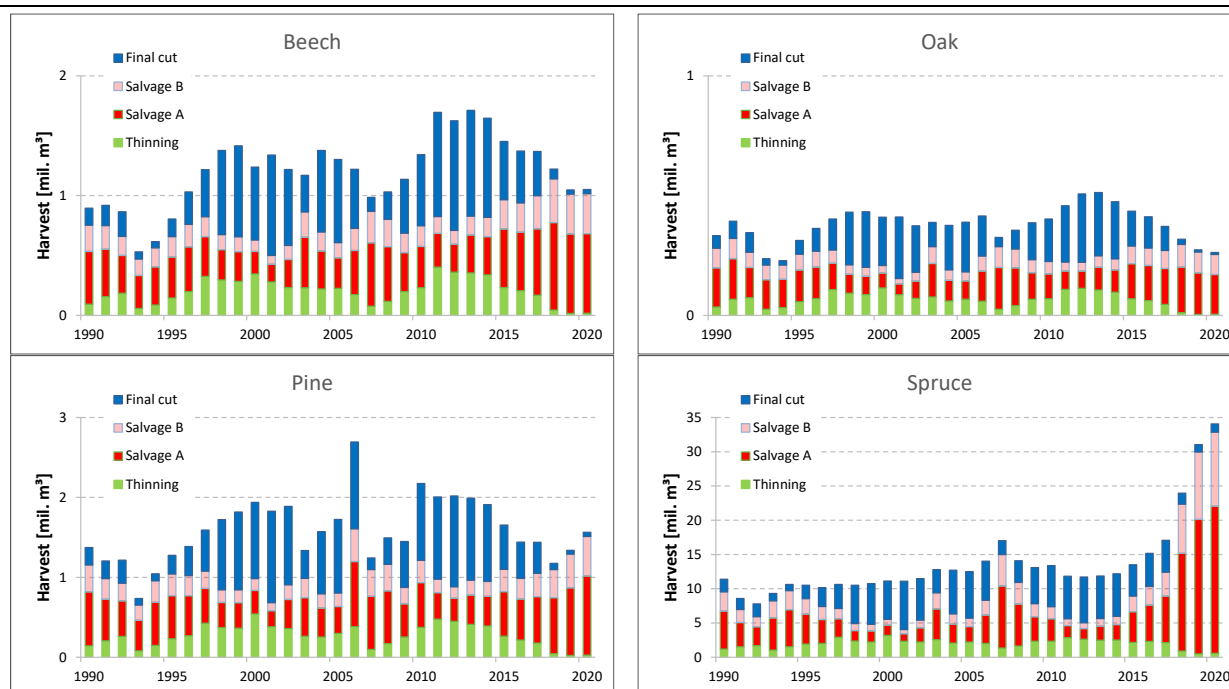 Beech
Final cut
Salvage B
Salvage A
Thinning
Harvest [mil. m³]
2
1
0
1990 1995 2000 2005 2010 2015 2020
Oak
Final cut
Salvage B
Salvage A
Thinning
Harvest [mil. m³]
1
0
1990 1995 2000 2005 2010 2015 2020
Pine
Final cut
Salvage B
Salvage A
Thinning
Harvest [mil. m³]
3
2
1
0
1990 1995 2000 2005 2010 2015 2020
Spruce
Final cut
Salvage B
Salvage A
Thinning
Harvest [mil. m³]
35
30
25
20
15
10
5
0
1990 1995 2000 2005 2010 2015 2020